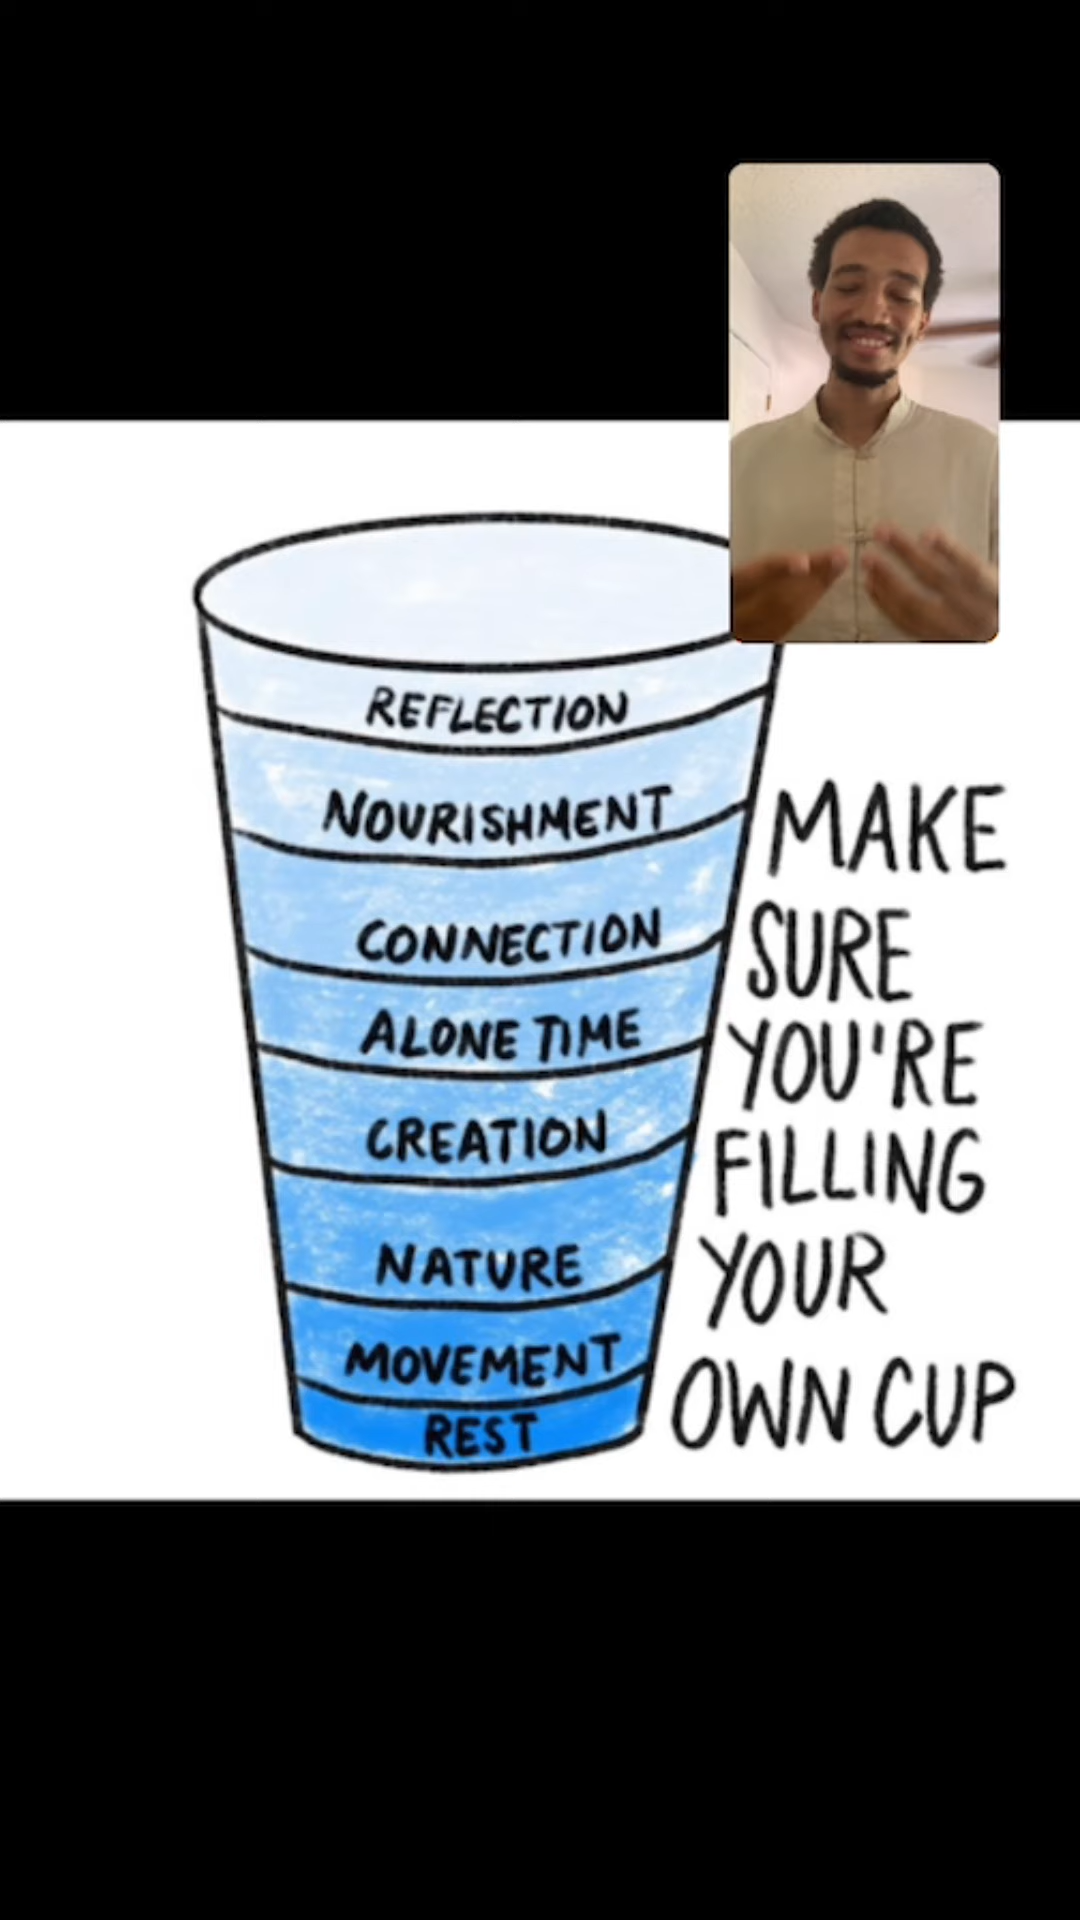 REFLECTION
NOURISHMENT
CONNECTION
ALONE TIME
CREATION
NATURE
MOVEMENT
REST
MAKE
SURE
YOU'RE
FILLING
YOUR
OWN CUP